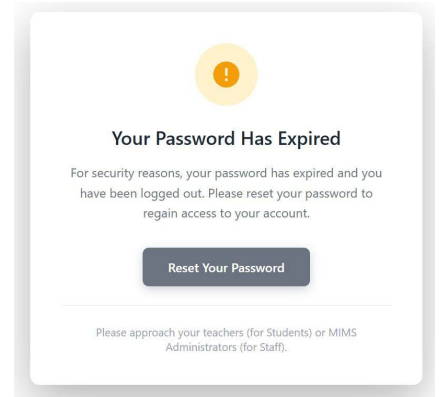 Your Password Has Expired
For security reasons, your password has expired and you
have been logged out. Please reset your password to
regain access to your account.
Reset Your Password
Please approach your teachers (for Students) or MIMS
Administrators (for Staff).